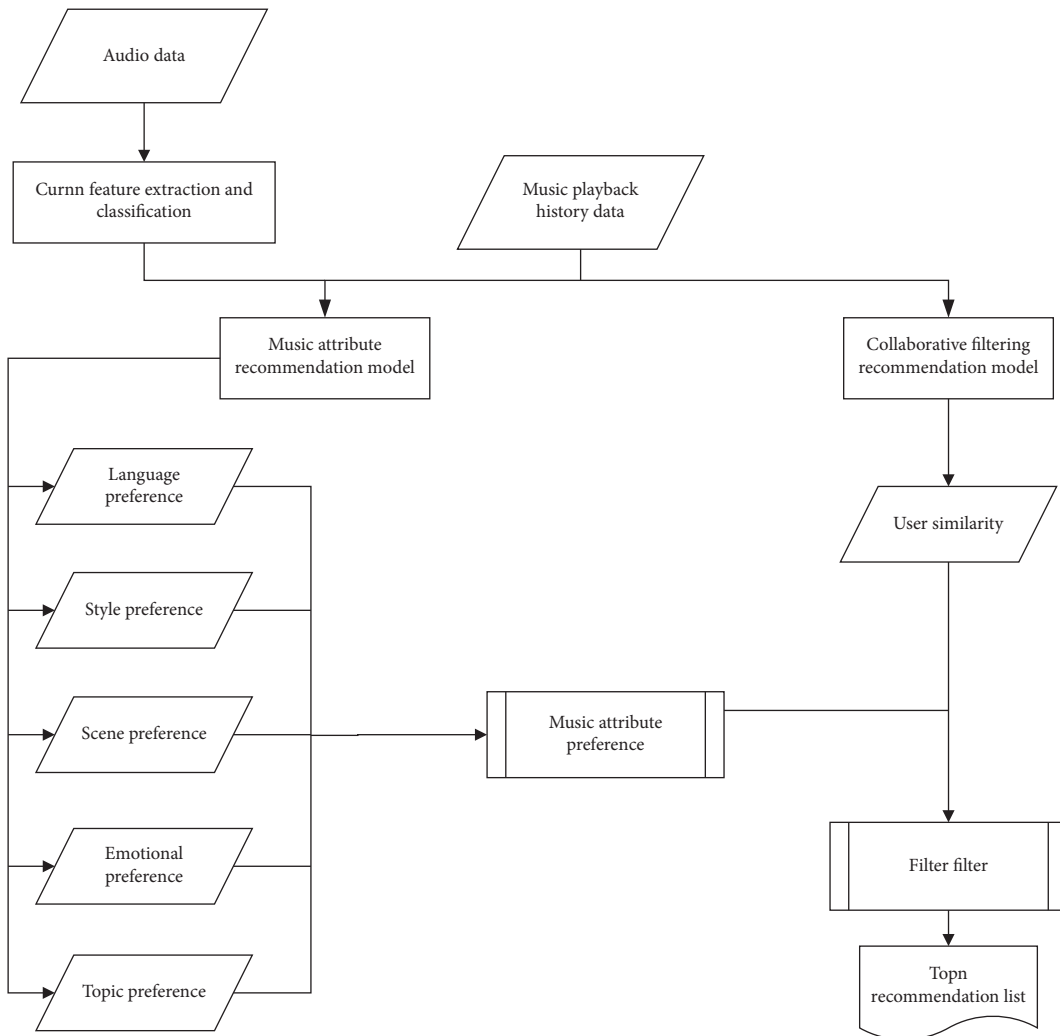 Audio data
Curnn feature extraction and
classification
Music playback
history data
Music attribute
recommendation model
Collaborative filtering
recommendation model
Language
preference
User similarity
Style preference
Scene preference
Music attribute
preference
Emotional
preference
Filter filter
Topic preference
Topn
recommendation list